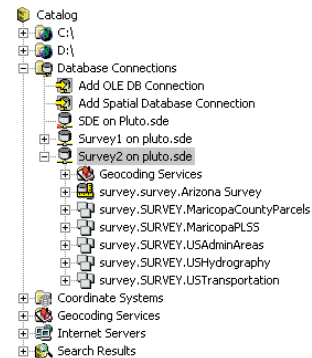 Catalog
C:\
D:\
Database Connections
Add OLE DB Connection
Add Spatial Database Connection
SDE on Pluto.sde
Survey1 on pluto.sde
Survey2 on pluto.sde
Geocoding Services
survey.survey.Arizona Survey
survey.SURVEY.MaricopaCountyParcels
survey.SURVEY.MaricopaPLSS
survey.SURVEY.USAdminAreas
survey.SURVEY.USHydrography
survey.SURVEY.USTransportation
Coordinate Systems
Geocoding Services
Internet Servers
Search Results